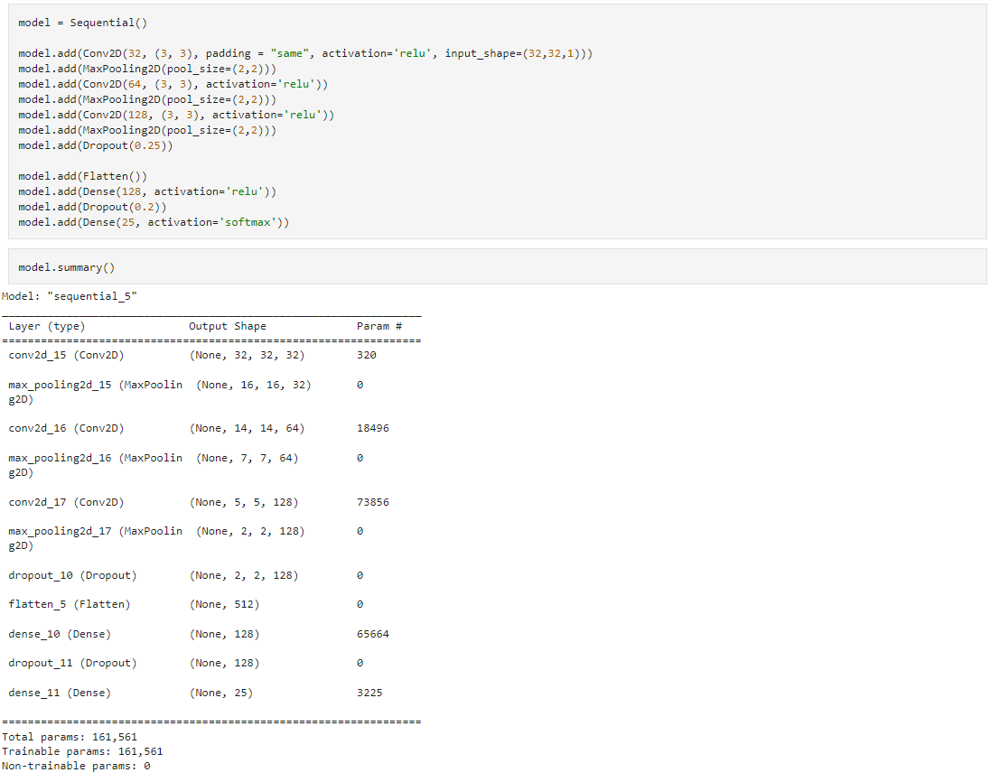 model = Sequential()
model.add(Conv2D(32, (3, 3), padding = "same", activation='relu', input_shape=(32,32,1)))
model.add(MaxPooling2D(pool_size=(2,2)))
model.add(Conv2D(64, (3, 3), activation='relu'))
model.add(MaxPooling2D(pool_size=(2,2)))
model.add(Conv2D(128, (3, 3), activation='relu'))
model.add(MaxPooling2D(pool_size=(2,2)))
model.add(Dropout(0.25))
model.add(Flatten())
model.add(Dense(128, activation='relu'))
model.add(Dropout(0.2))
model.add(Dense(25, activation='softmax'))
model.summary()
Model: "sequential_5"
_________________________________________________________________
Layer (type) Output Shape Param #
=================================================================
conv2d_15 (Conv2D) (None, 32, 32, 32) 320
max_pooling2d_15 (MaxPoolin (None, 16, 16, 32) 0
g2D)
conv2d_16 (Conv2D) (None, 14, 14, 64) 18496
max_pooling2d_16 (MaxPoolin (None, 7, 7, 64) 0
g2D)
conv2d_17 (Conv2D) (None, 5, 5, 128) 73856
max_pooling2d_17 (MaxPoolin (None, 2, 2, 128) 0
g2D)
dropout_10 (Dropout) (None, 2, 2, 128) 0
flatten_5 (Flatten) (None, 512) 0
dense_10 (Dense) (None, 128) 65664
dropout_11 (Dropout) (None, 128) 0
dense_11 (Dense) (None, 25) 3225
=================================================================
Total params: 161,561
Trainable params: 161,561
Non-trainable params: 0